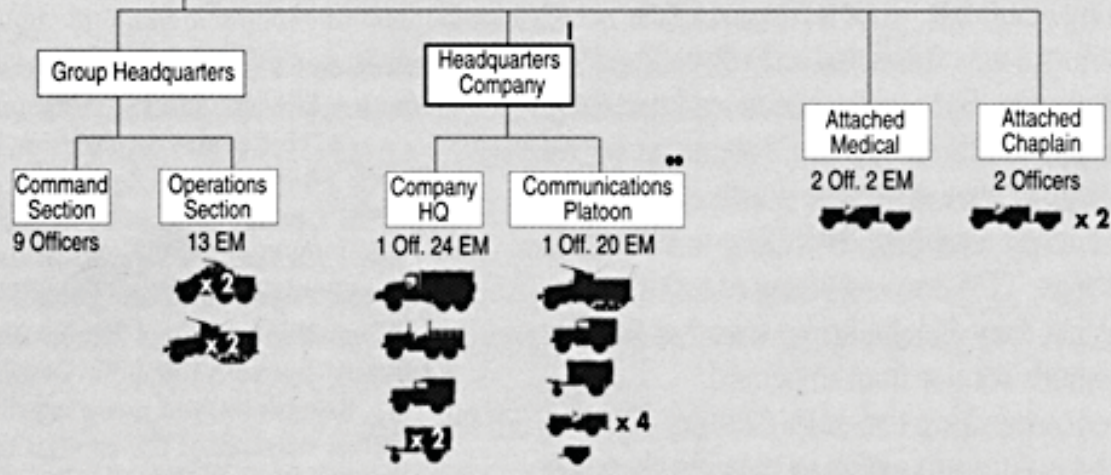 Group Headquarters
Headquarters
Company
Attached
Medical
2 Off. 2 EM
Attached
Chaplain
2 Officers
x 2
Command
Section
9 Officers
Operations
Section
13 EM
x 2
x 2
Company
HQ
1 Off. 24 EM
x 2
Communications
Platoon
1 Off. 20 EM
x 4